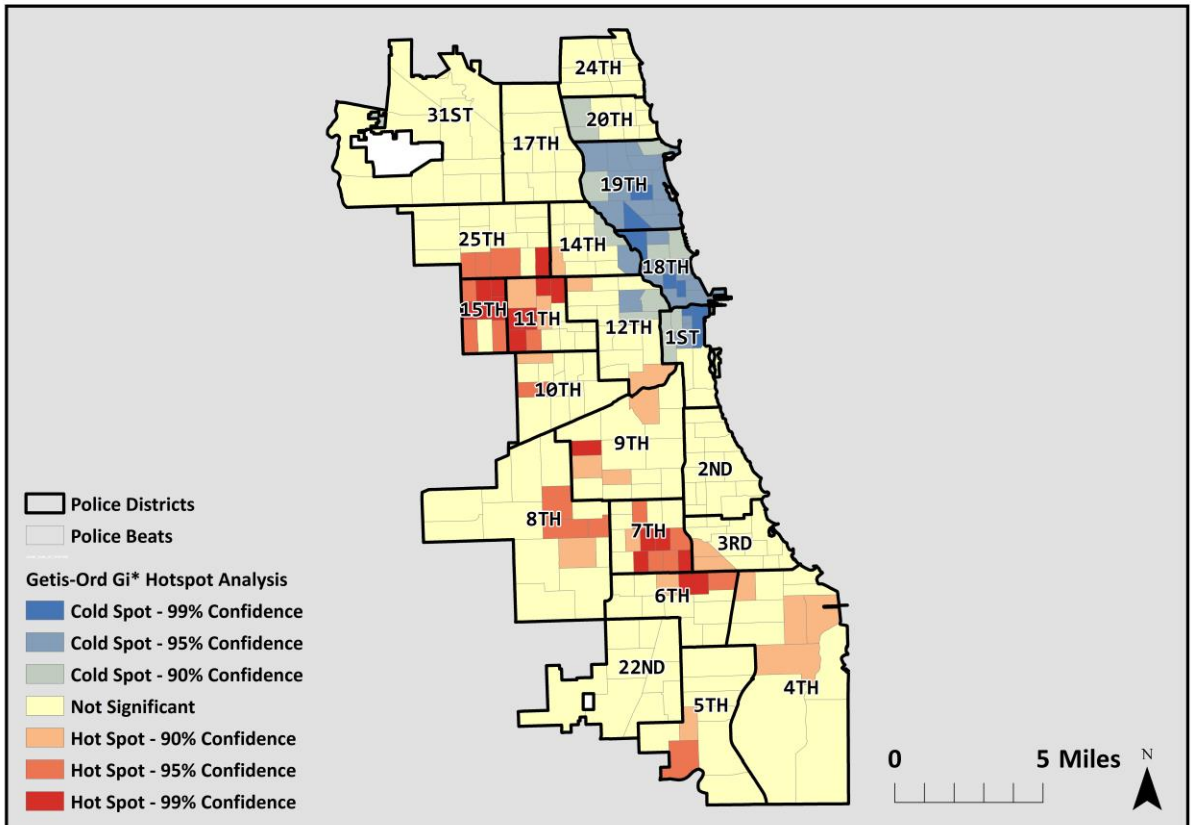 24TH
31ST
20TH
17TH
19TH
25TH
14TH
18TH
15TH
11TH
12TH
1ST
10TH
9TH
2ND
8TH
7TH
3RD
6TH
22ND
5TH
4TH
Police Districts
Police Beats
Getis-Ord Gi* Hotspot Analysis
Cold Spot - 99% Confidence
Cold Spot - 95% Confidence
Cold Spot - 90% Confidence
Not Significant
Hot Spot - 90% Confidence
Hot Spot - 95% Confidence
Hot Spot - 99% Confidence
0 5 Miles
N